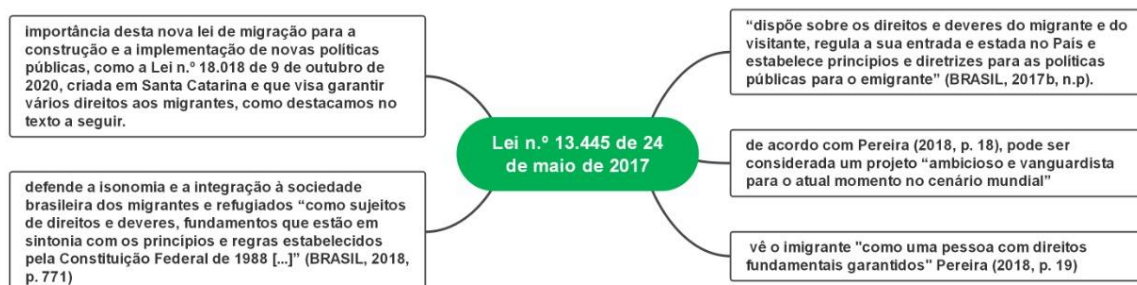 importância desta nova lei de migração para a
construção e a implementação de novas políticas
públicas, como a Lei n.º 18.018 de 9 de outubro de
2020, criada em Santa Catarina e que visa garantir
vários direitos aos migrantes, como destacamos no
texto a seguir.
defende a isonomia e a integração à sociedade
brasileira dos migrantes e refugiados “como sujeitos
de direitos e deveres, fundamentos que estão em
sintonia com os princípios e regras estabelecidos
pela Constituição Federal de 1988 [...]” (BRASIL, 2018,
p. 771)
Lei n.º 13.445 de 24
de maio de 2017
“dispõe sobre os direitos e deveres do migrante e do
visitante, regula a sua entrada e estada no País e
estabelece princípios e diretrizes para as políticas
públicas para o emigrante” (BRASIL, 2017b, n.p).
de acordo com Pereira (2018, p. 18), pode ser
considerada um projeto “ambicioso e vanguardista
para o atual momento no cenário mundial”
vê o imigrante "como uma pessoa com direitos
fundamentais garantidos" Pereira (2018, p. 19)